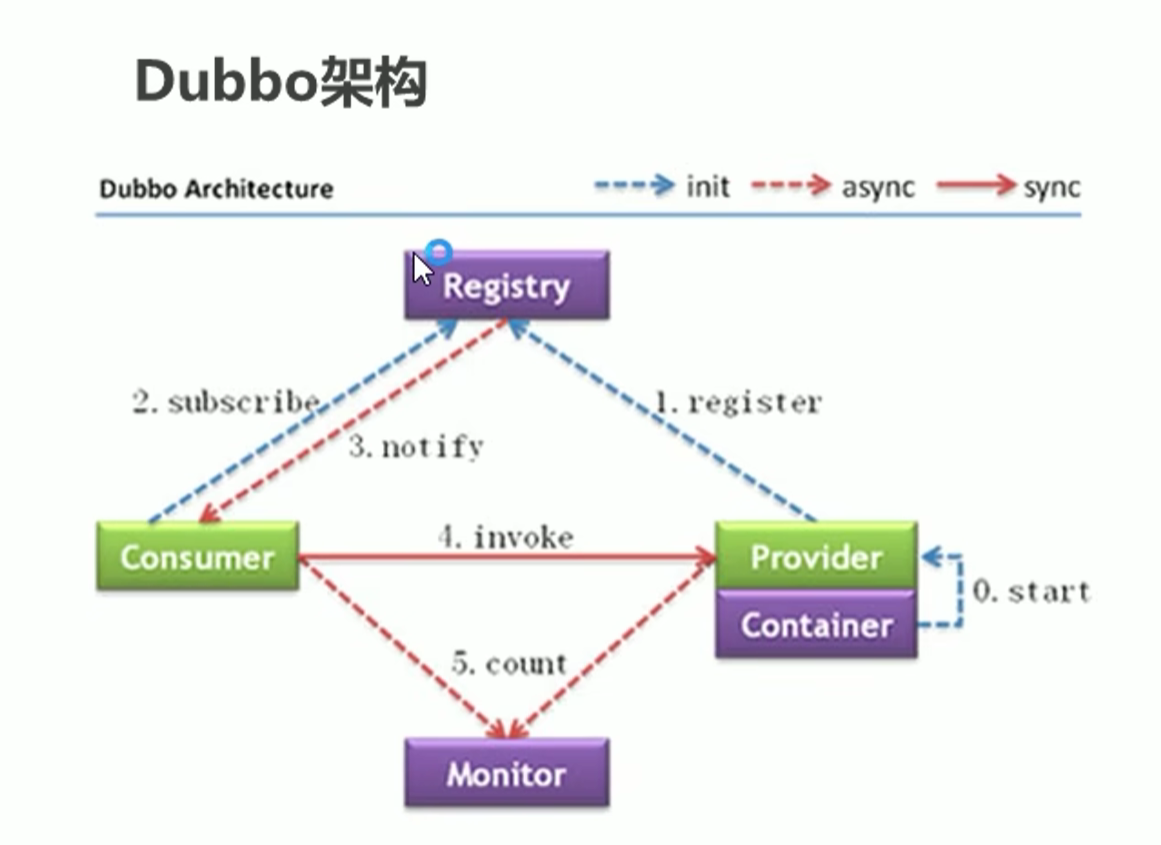 Dubbo架构
Dubbo Architecture
init
async
sync
Registry
2. subscribe
1. register
3. notify
4. invoke
Consumer
Provider
0. start
Container
5. count
Monitor